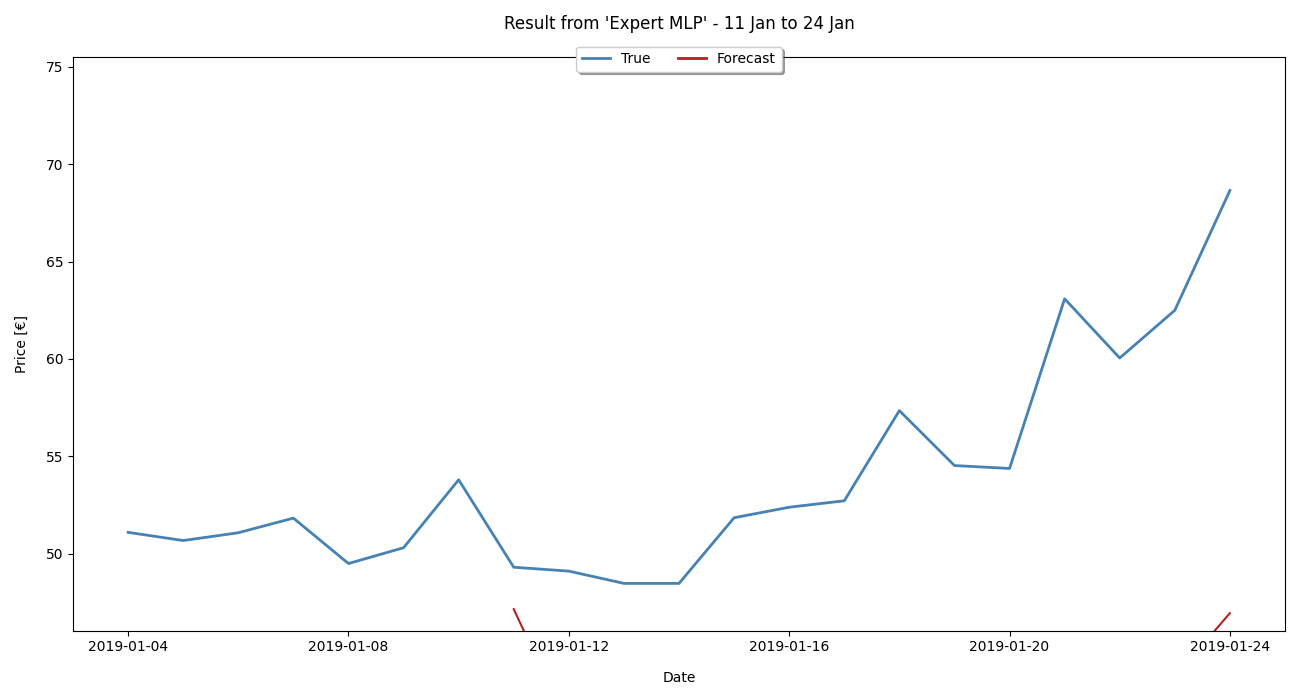 Result from 'Expert MLP' - 11 Jan to 24 Jan
True Forecast
75
70
65
60
55
50
Price [€]
2019-01-04 2019-01-08 2019-01-12 2019-01-16 2019-01-20 2019-01-24
Date